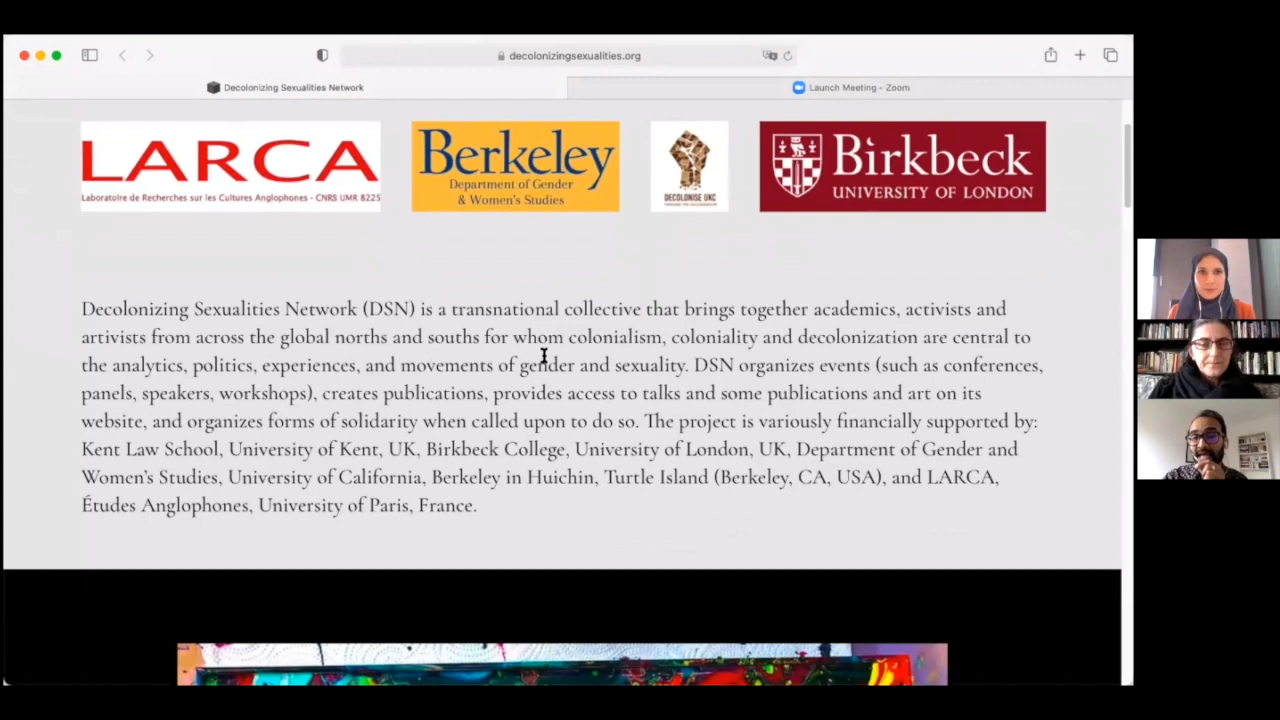 decolonizingsexualities.org
Decolonizing Sexualities Network
Launch Meeting - Zoom
LARCA
Laboratoire de Recherches sur les Cultures Anglophones - CNRS UMR 8225
Berkeley
Department of Gender
& Women's Studies
DECOLONISE UKC
Birkbeck
UNIVERSITY OF LONDON
Decolonizing Sexualities Network (DSN) is a transnational collective that brings together academics, activists and
artivists from across the global norths and souths for whom colonialism, coloniality and decolonization are central to
the analytics, politics, experiences, and movements of gender and sexuality. DSN organizes events (such as conferences,
panels, speakers, workshops), creates publications, provides access to talks and some publications and art on its
website, and organizes forms of solidarity when called upon to do so. The project is variously financially supported by:
Kent Law School, University of Kent, UK, Birkbeck College, University of London, UK, Department of Gender and
Women's Studies, University of California, Berkeley in Huichin, Turtle Island (Berkeley, CA, USA), and LARCA,
Études Anglophones, University of Paris, France.